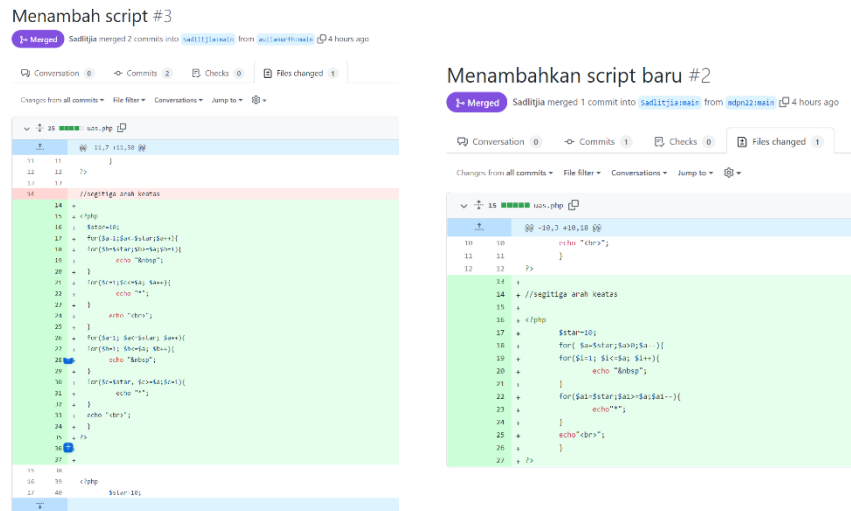 Menambah script #3
Merged Sadlitjia merged 2 commits into Sadlitjia:main from aulianurh:main 4 hours ago
Conversation 0 Commits 2 Checks 0 Files changed 1
Changes from all commits File filter Conversations Jump to
25 uas.php
@@ -11,7 +11,38 @@
11 11 }
12 12 ?>
13 13
14 //segitiga arah keatas
14 +
15 + <?php
16 + $star=10;
17 + for($a=1;$a<=$star;$a++){
18 + for($b=$star;$b>=$a;$b=1){
19 + echo "&nbsp";
20 + }
21 + for($c=1;$c<=$a; $a++){
22 + echo "*";
23 + }
24 + echo "<br>";
25 + }
26 + for($a=1; $a<=$star; $a++){
27 + for($b=1; $b<=$a; $b++){
28 echo "&nbsp";
29 + }
30 + for($c=$star, $c>=$a;$c=1){
31 + echo "*";
32 + }
33 + echo "<br>";
34 + }
35 + ?>
36 +
37 +
15 38
16 39 <?php
17 40 $star=10;
Menambahkan script baru #2
Merged Sadlitjia merged 1 commit into Sadlitjia:main from mdpn22:main 4 hours ago
Conversation 0 Commits 1 Checks 0 Files changed 1
Changes from all commits File filter Conversations Jump to
15 uas.php
@@ -10,3 +10,18 @@
10 10 echo "<br>";
11 11 }
12 12 ?>
13 +
14 + //segitiga arah keatas
15 +
16 + <?php
17 + $star=10;
18 + for( $a=$star;$a>0;$a--){
19 + for($i=1; $i<=$a; $i++){
20 + echo "&nbsp";
21 + }
22 + for($ai=$star;$ai>=$a;$ai--){
23 + echo"*";
24 + }
25 + echo"<br>";
26 + }
27 + ?>